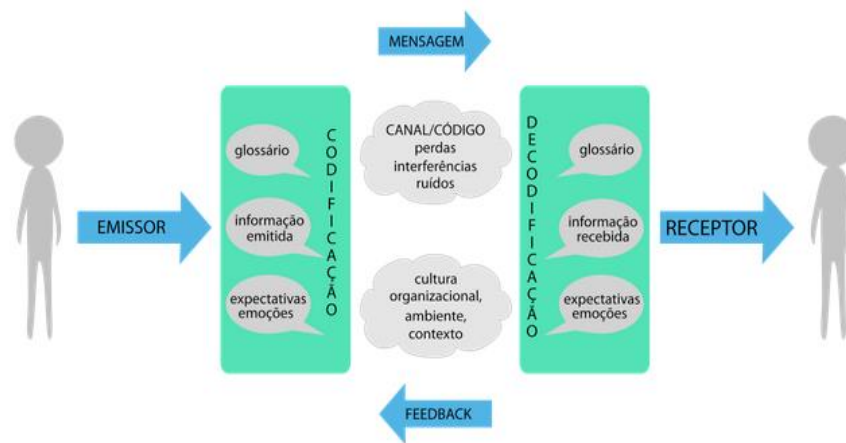 MENSAGEM
EMISSOR
glossário
informação
emitida
expectativas
emoções
CODIFICAÇÃO
CANAL/CÓDIGO
perdas
interferências
ruídos
cultura
organizacional,
ambiente,
contexto
DECODIFICAÇÃO
glossário
informação
recebida
expectativas
emoções
RECEPTOR
FEEDBACK